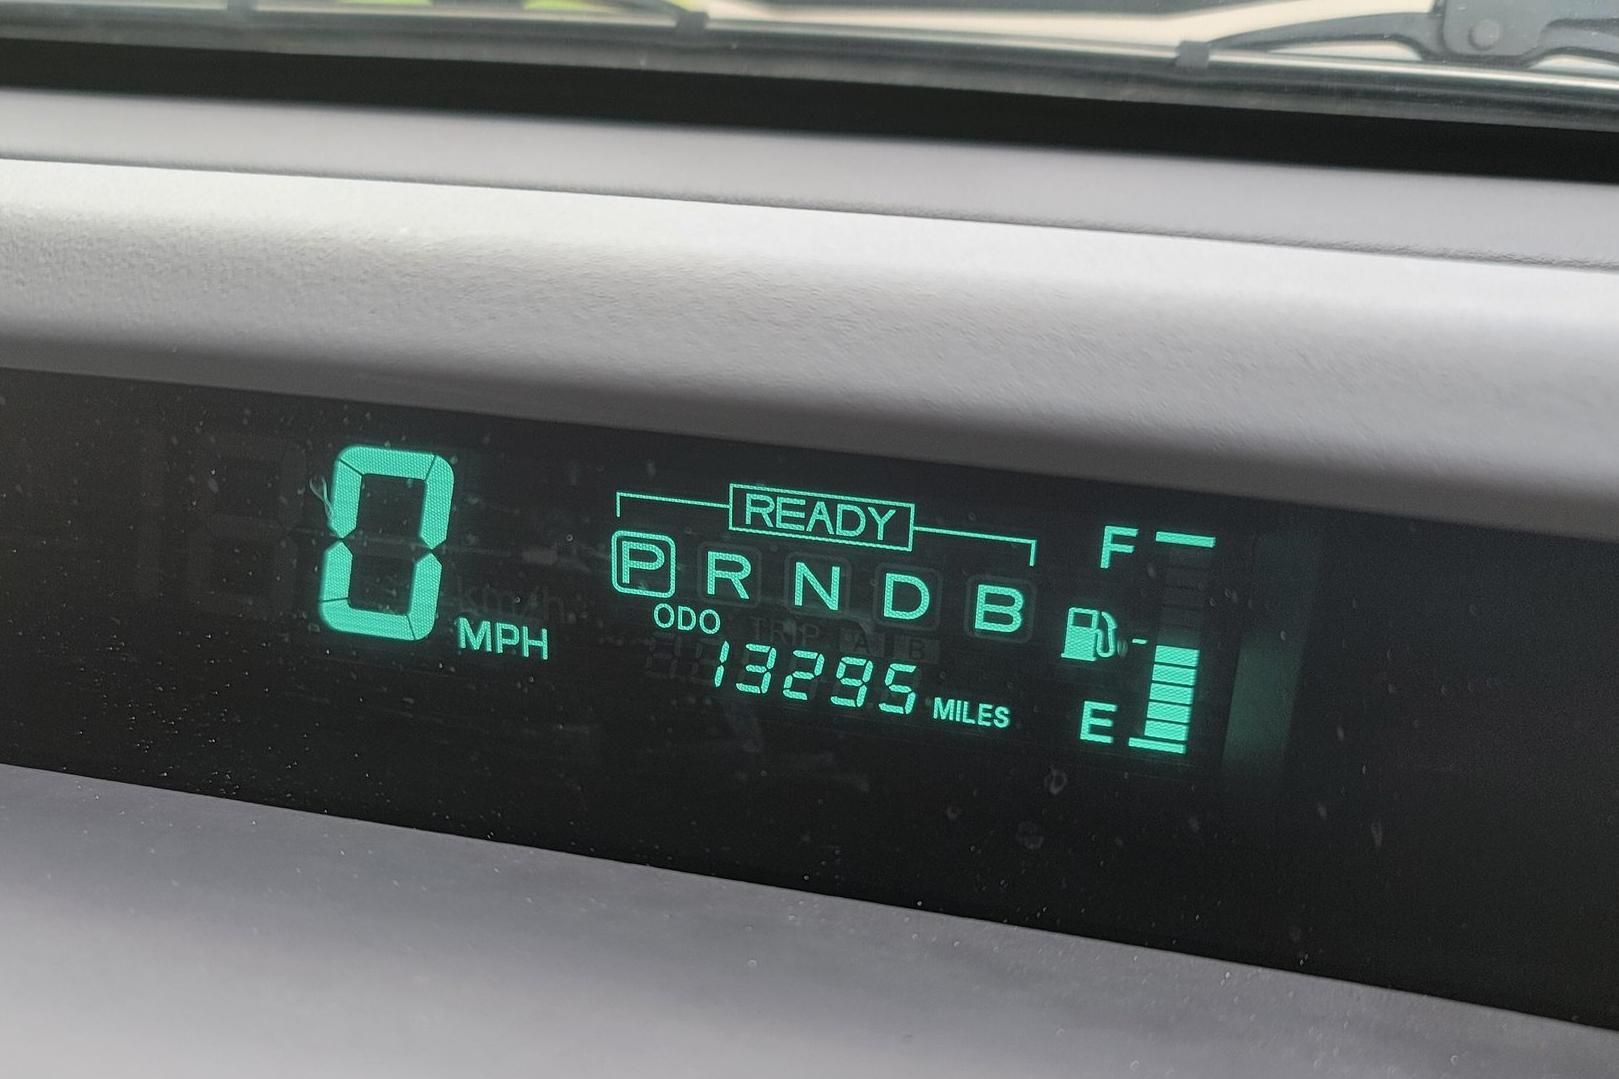 READY
F
P R N D B
0 MPH
ODO
13295 MILES
E